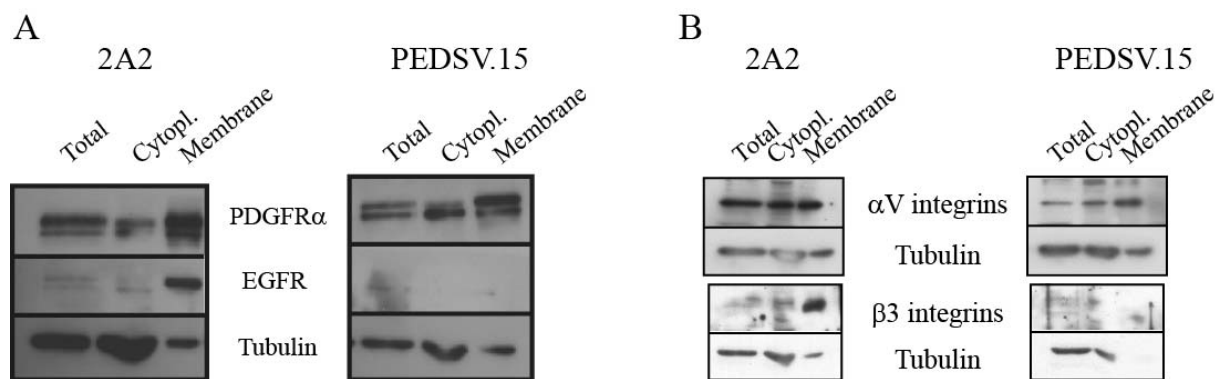 A
2A2
PEDSV.15
Total Cytopl. Membrane
Total Cytopl. Membrane
PDGFRα
EGFR
Tubulin
B
2A2
PEDSV.15
Total Cytopl. Membrane
Total Cytopl. Membrane
αV integrins
Tubulin
β3 integrins
Tubulin